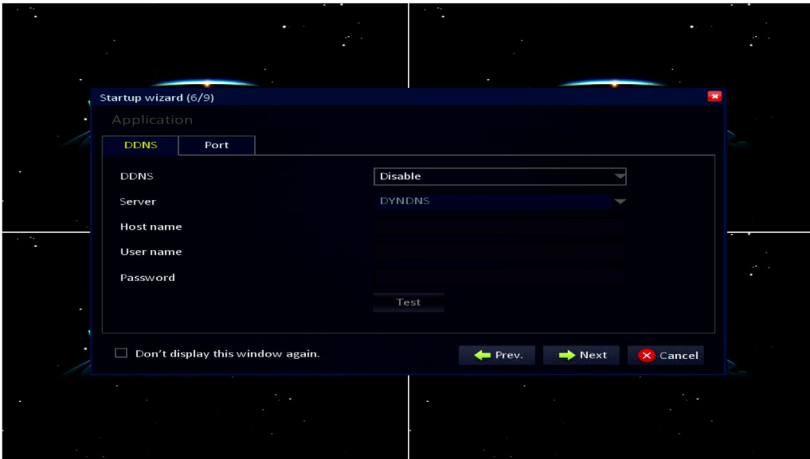 Startup wizard (6/9)
Application
DDNS Port
DDNS Disable
Server DYNDNS
Host name
User name
Password
Test
Don't display this window again. Prev. Next Cancel